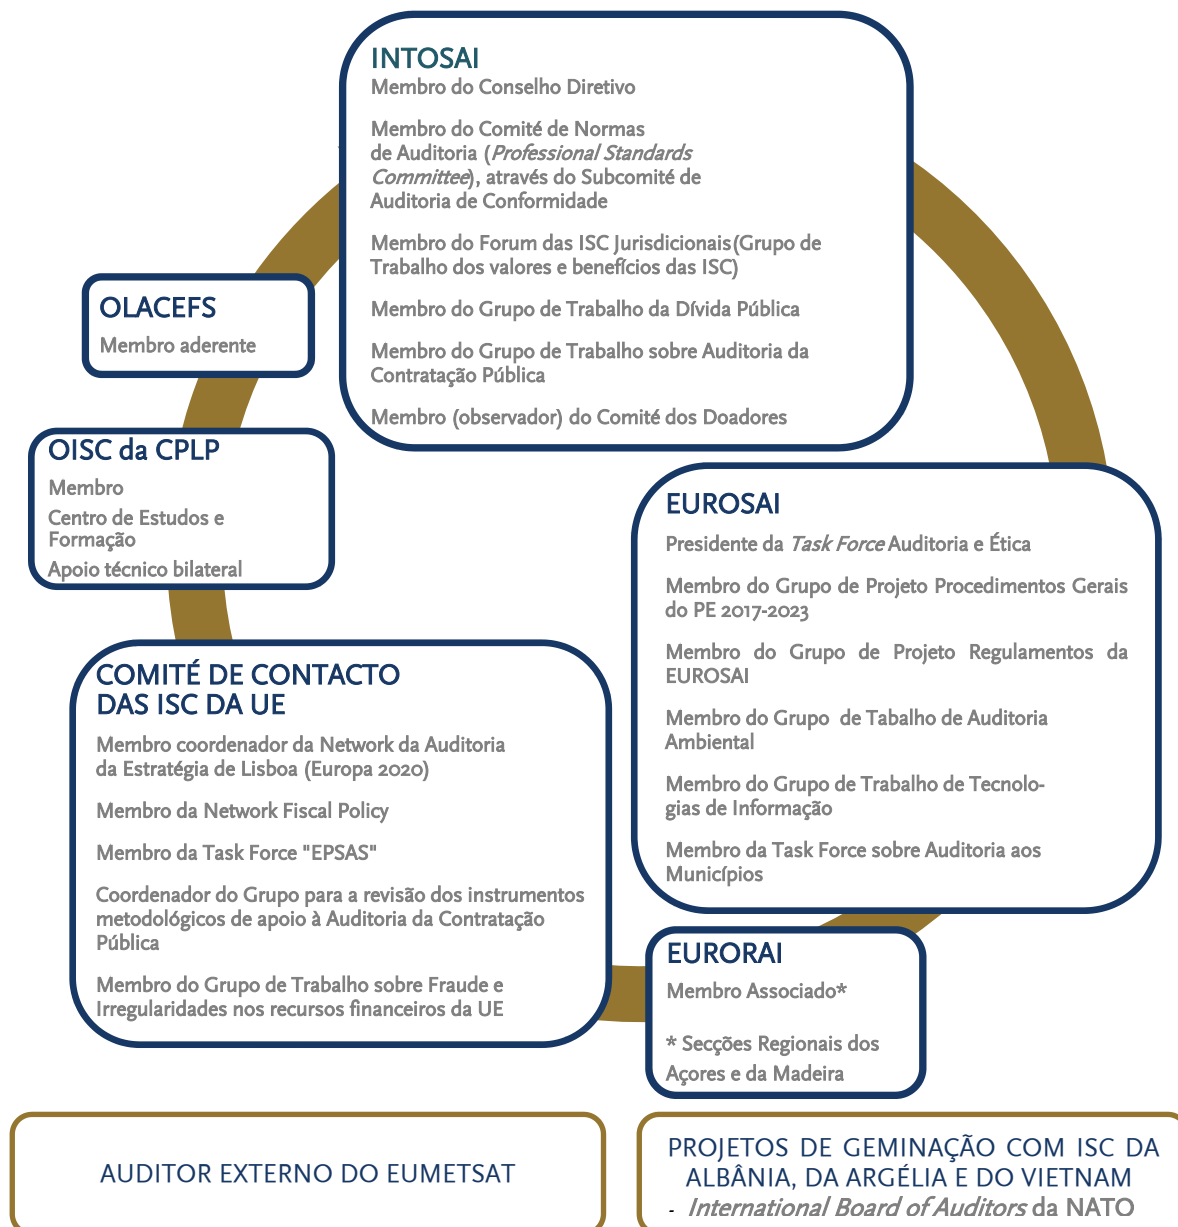 INTOSAI
Membro do Conselho Diretivo
Membro do Comité de Normas
de Auditoria (Professional Standards
Committee), através do Subcomité de
Auditoria de Conformidade
Membro do Forum das ISC Jurisdicionais(Grupo de
Trabalho dos valores e benefícios das ISC)
Membro do Grupo de Trabalho da Dívida Pública
Membro do Grupo de Trabalho sobre Auditoria da
Contratação Pública
Membro (observador) do Comité dos Doadores
OLACEFS
Membro aderente
OISC da CPLP
Membro
Centro de Estudos e
Formação
Apoio técnico bilateral
EUROSAI
Presidente da Task Force Auditoria e Ética
Membro do Grupo de Projeto Procedimentos Gerais
do PE 2017-2023
Membro do Grupo de Projeto Regulamentos da
EUROSAI
Membro do Grupo de Tabalho de Auditoria
Ambiental
Membro do Grupo de Trabalho de Tecnolo-
gias de Informação
Membro da Task Force sobre Auditoria aos
Municípios
COMITÉ DE CONTACTO
DAS ISC DA UE
Membro coordenador da Network da Auditoria
da Estratégia de Lisboa (Europa 2020)
Membro da Network Fiscal Policy
Membro da Task Force "EPSAS"
Coordenador do Grupo para a revisão dos instrumentos
metodológicos de apoio à Auditoria da Contratação
Pública
Membro do Grupo de Trabalho sobre Fraude e
Irregularidades nos recursos financeiros da UE
EURORAI
Membro Associado*
* Secções Regionais dos
Açores e da Madeira
AUDITOR EXTERNO DO EUMETSAT
PROJETOS DE GEMINAÇÃO COM ISC DA
ALBÂNIA, DA ARGÉLIA E DO VIETNAM
- International Board of Auditors da NATO